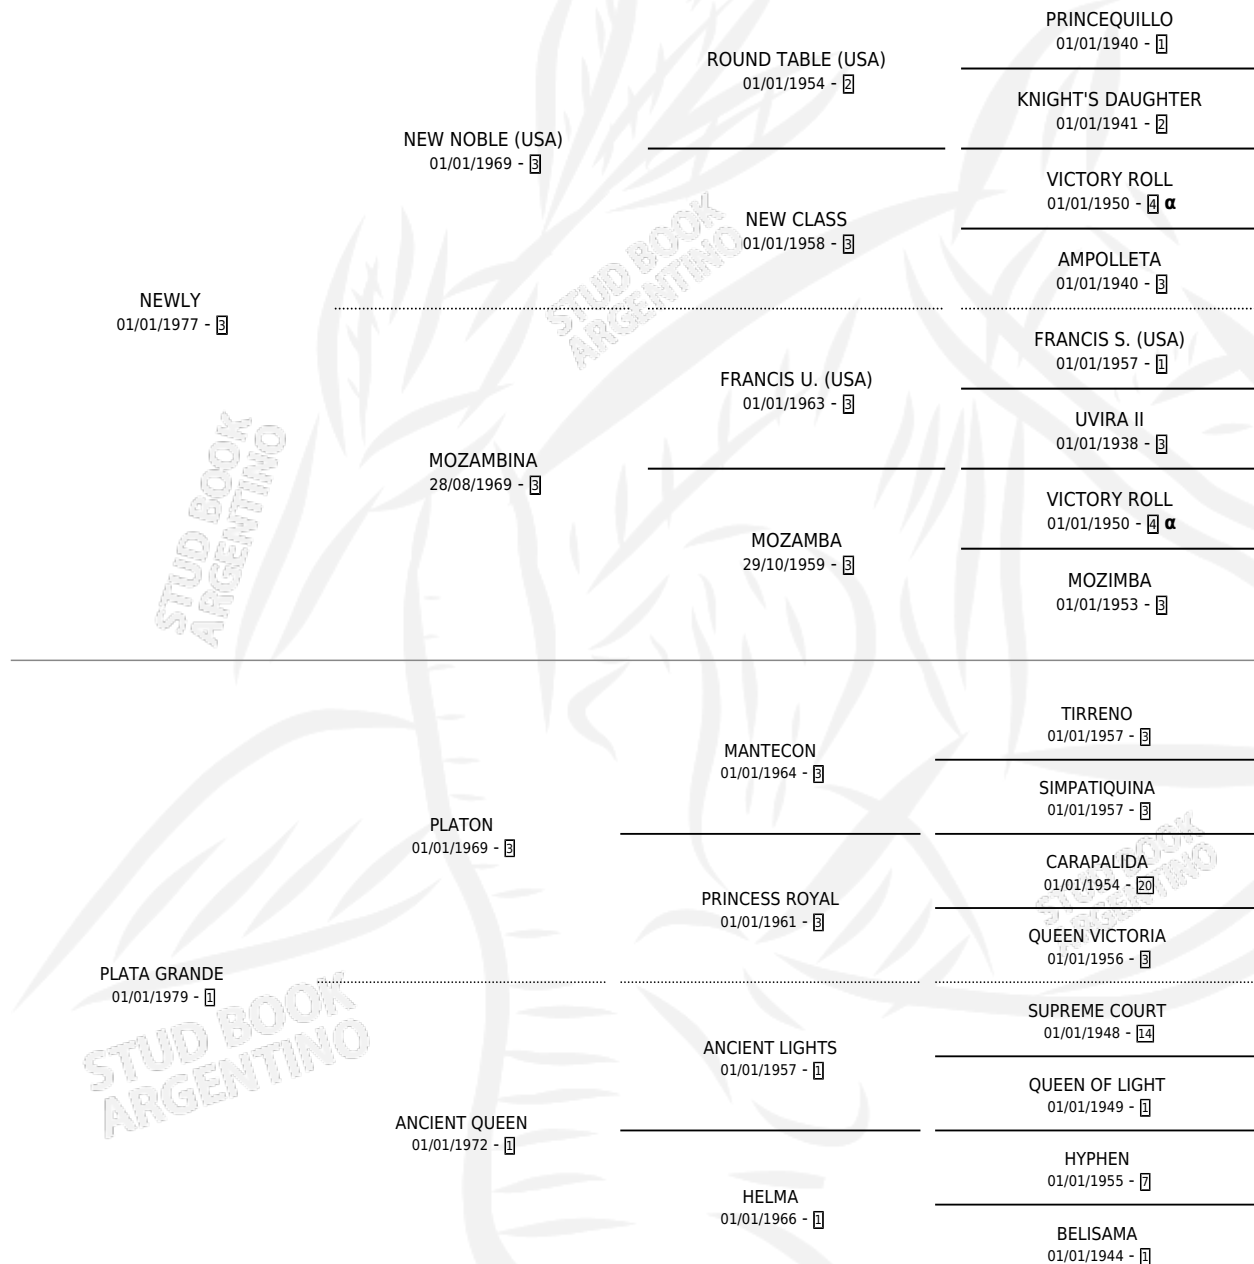 PRINCEQUILLO
01/01/1940 - 1
ROUND TABLE (USA)
01/01/1954 - 2
KNIGHT'S DAUGHTER
01/01/1941 - 2
NEW NOBLE (USA)
01/01/1969 - 3
VICTORY ROLL
01/01/1950 - 4 α
NEW CLASS
01/01/1958 - 3
AMPOLLETA
01/01/1940 - 3
NEWLY
01/01/1977 - 3
FRANCIS S. (USA)
01/01/1957 - 1
FRANCIS U. (USA)
01/01/1963 - 3
UVIRA II
01/01/1938 - 3
MOZAMBINA
28/08/1969 - 3
VICTORY ROLL
01/01/1950 - 4 α
MOZAMBA
29/10/1959 - 3
MOZIMBA
01/01/1953 - 3
TIRRENO
01/01/1957 - 3
MANTECON
01/01/1964 - 3
SIMPATIQUINA
01/01/1957 - 3
PLATON
01/01/1969 - 3
CARAPALIDA
01/01/1954 - 20
PRINCESS ROYAL
01/01/1961 - 3
QUEEN VICTORIA
01/01/1956 - 3
PLATA GRANDE
01/01/1979 - 1
SUPREME COURT
01/01/1948 - 14
ANCIENT LIGHTS
01/01/1957 - 1
QUEEN OF LIGHT
01/01/1949 - 1
ANCIENT QUEEN
01/01/1972 - 1
HYPHEN
01/01/1955 - 7
HELMA
01/01/1966 - 1
BELISAMA
01/01/1944 - 1
STUD BOOK
ARGENTINO
STUD BOOK
ARGENTINO
STUD BOOK
ARGENTINO
STUD BOOK
ARGENTINO